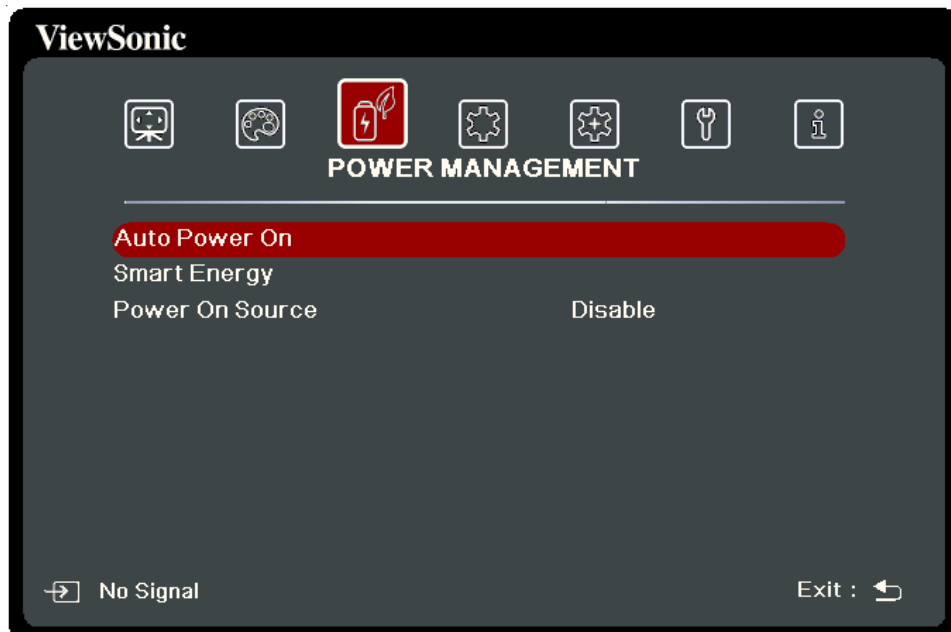 ViewSonic
POWER MANAGEMENT
Auto Power On
Smart Energy
Power On Source Disable
No Signal Exit :